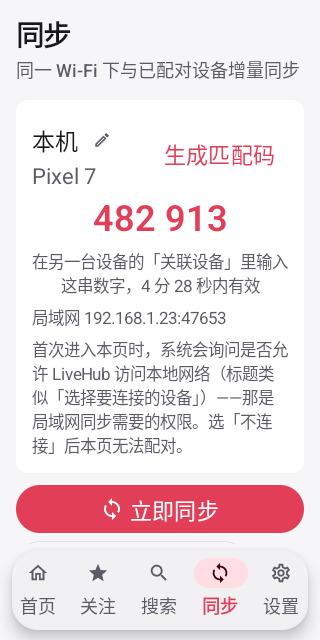 同步
同一 Wi-Fi 下与已配对设备增量同步
本机
生成匹配码
Pixel 7
482 913
在另一台设备的「关联设备」里输入
这串数字，4 分 28 秒内有效
局域网 192.168.1.23:47653
首次进入本页时，系统会询问是否允
许 LiveHub 访问本地网络（标题类
似「选择要连接的设备」）——那是
局域网同步需要的权限。选「不连
接」后本页无法配对。
立即同步
首页
关注
搜索
同步
设置